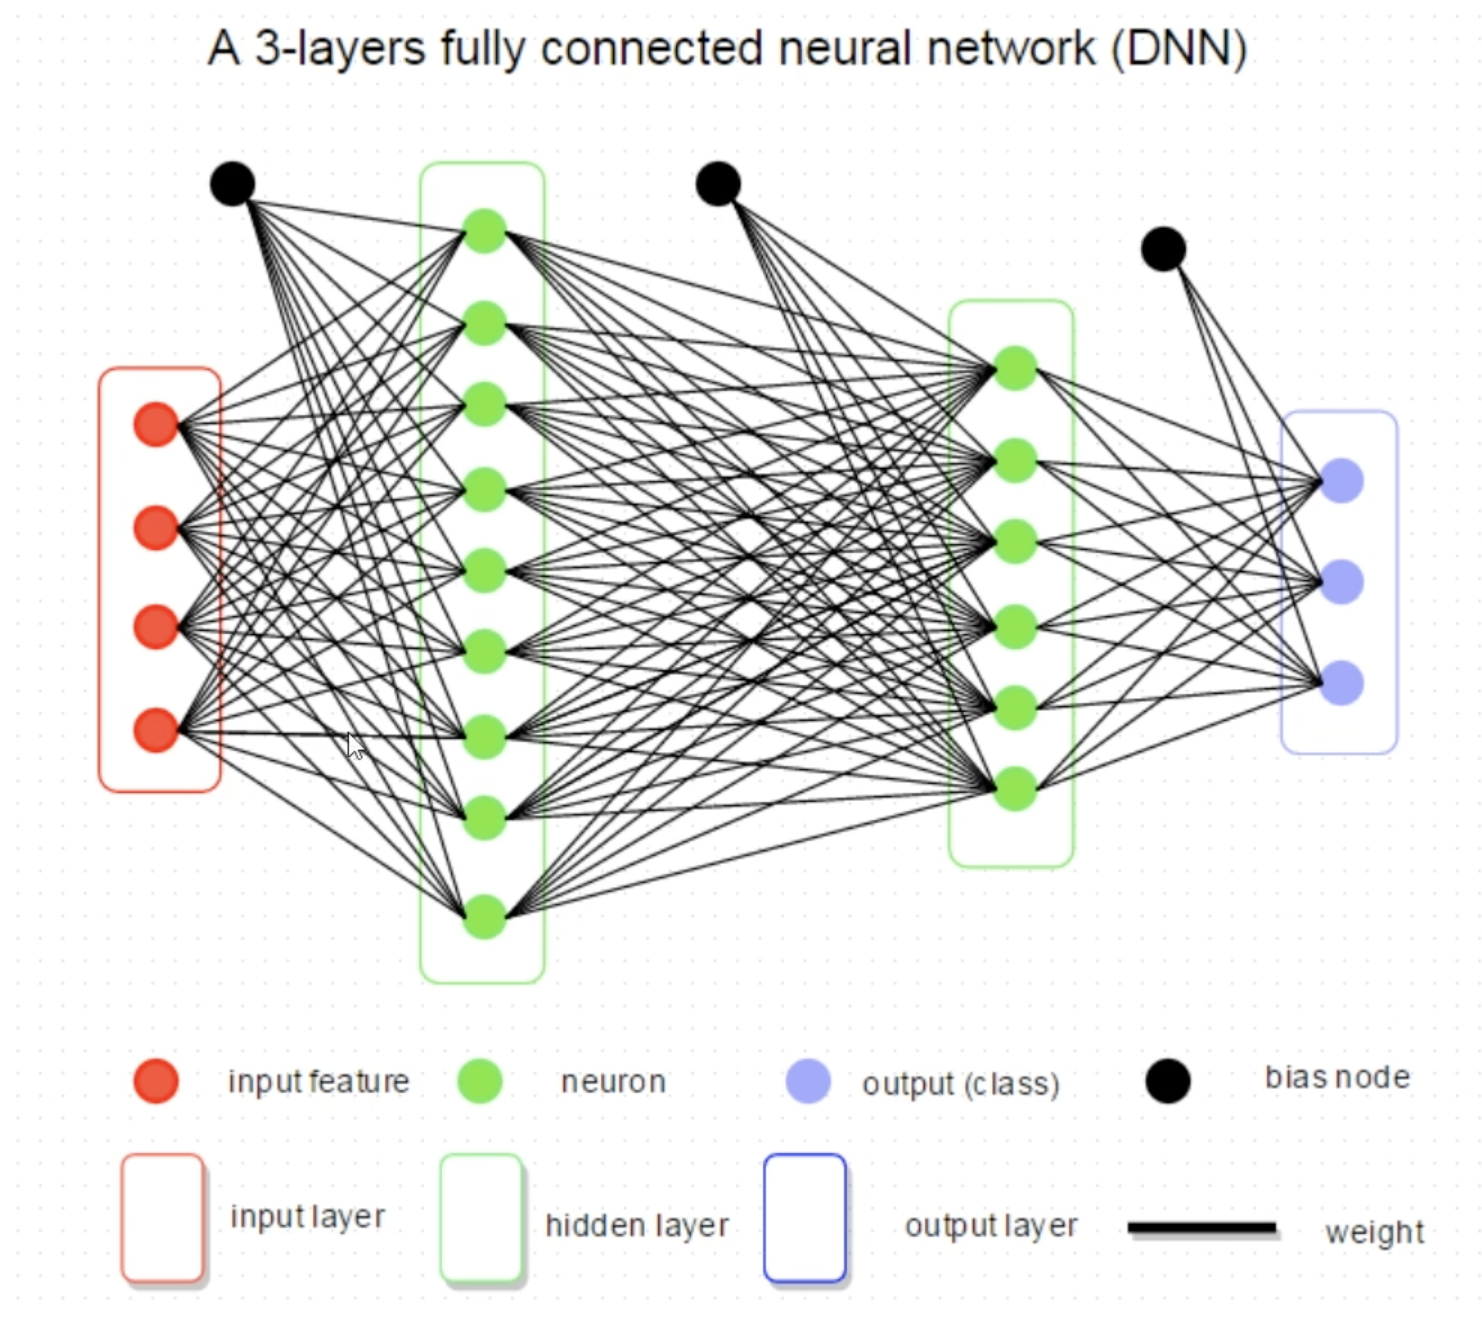 A 3-layers fully connected neural network (DNN)
input feature
neuron
output (class)
bias node
input layer
hidden layer
output layer
weight